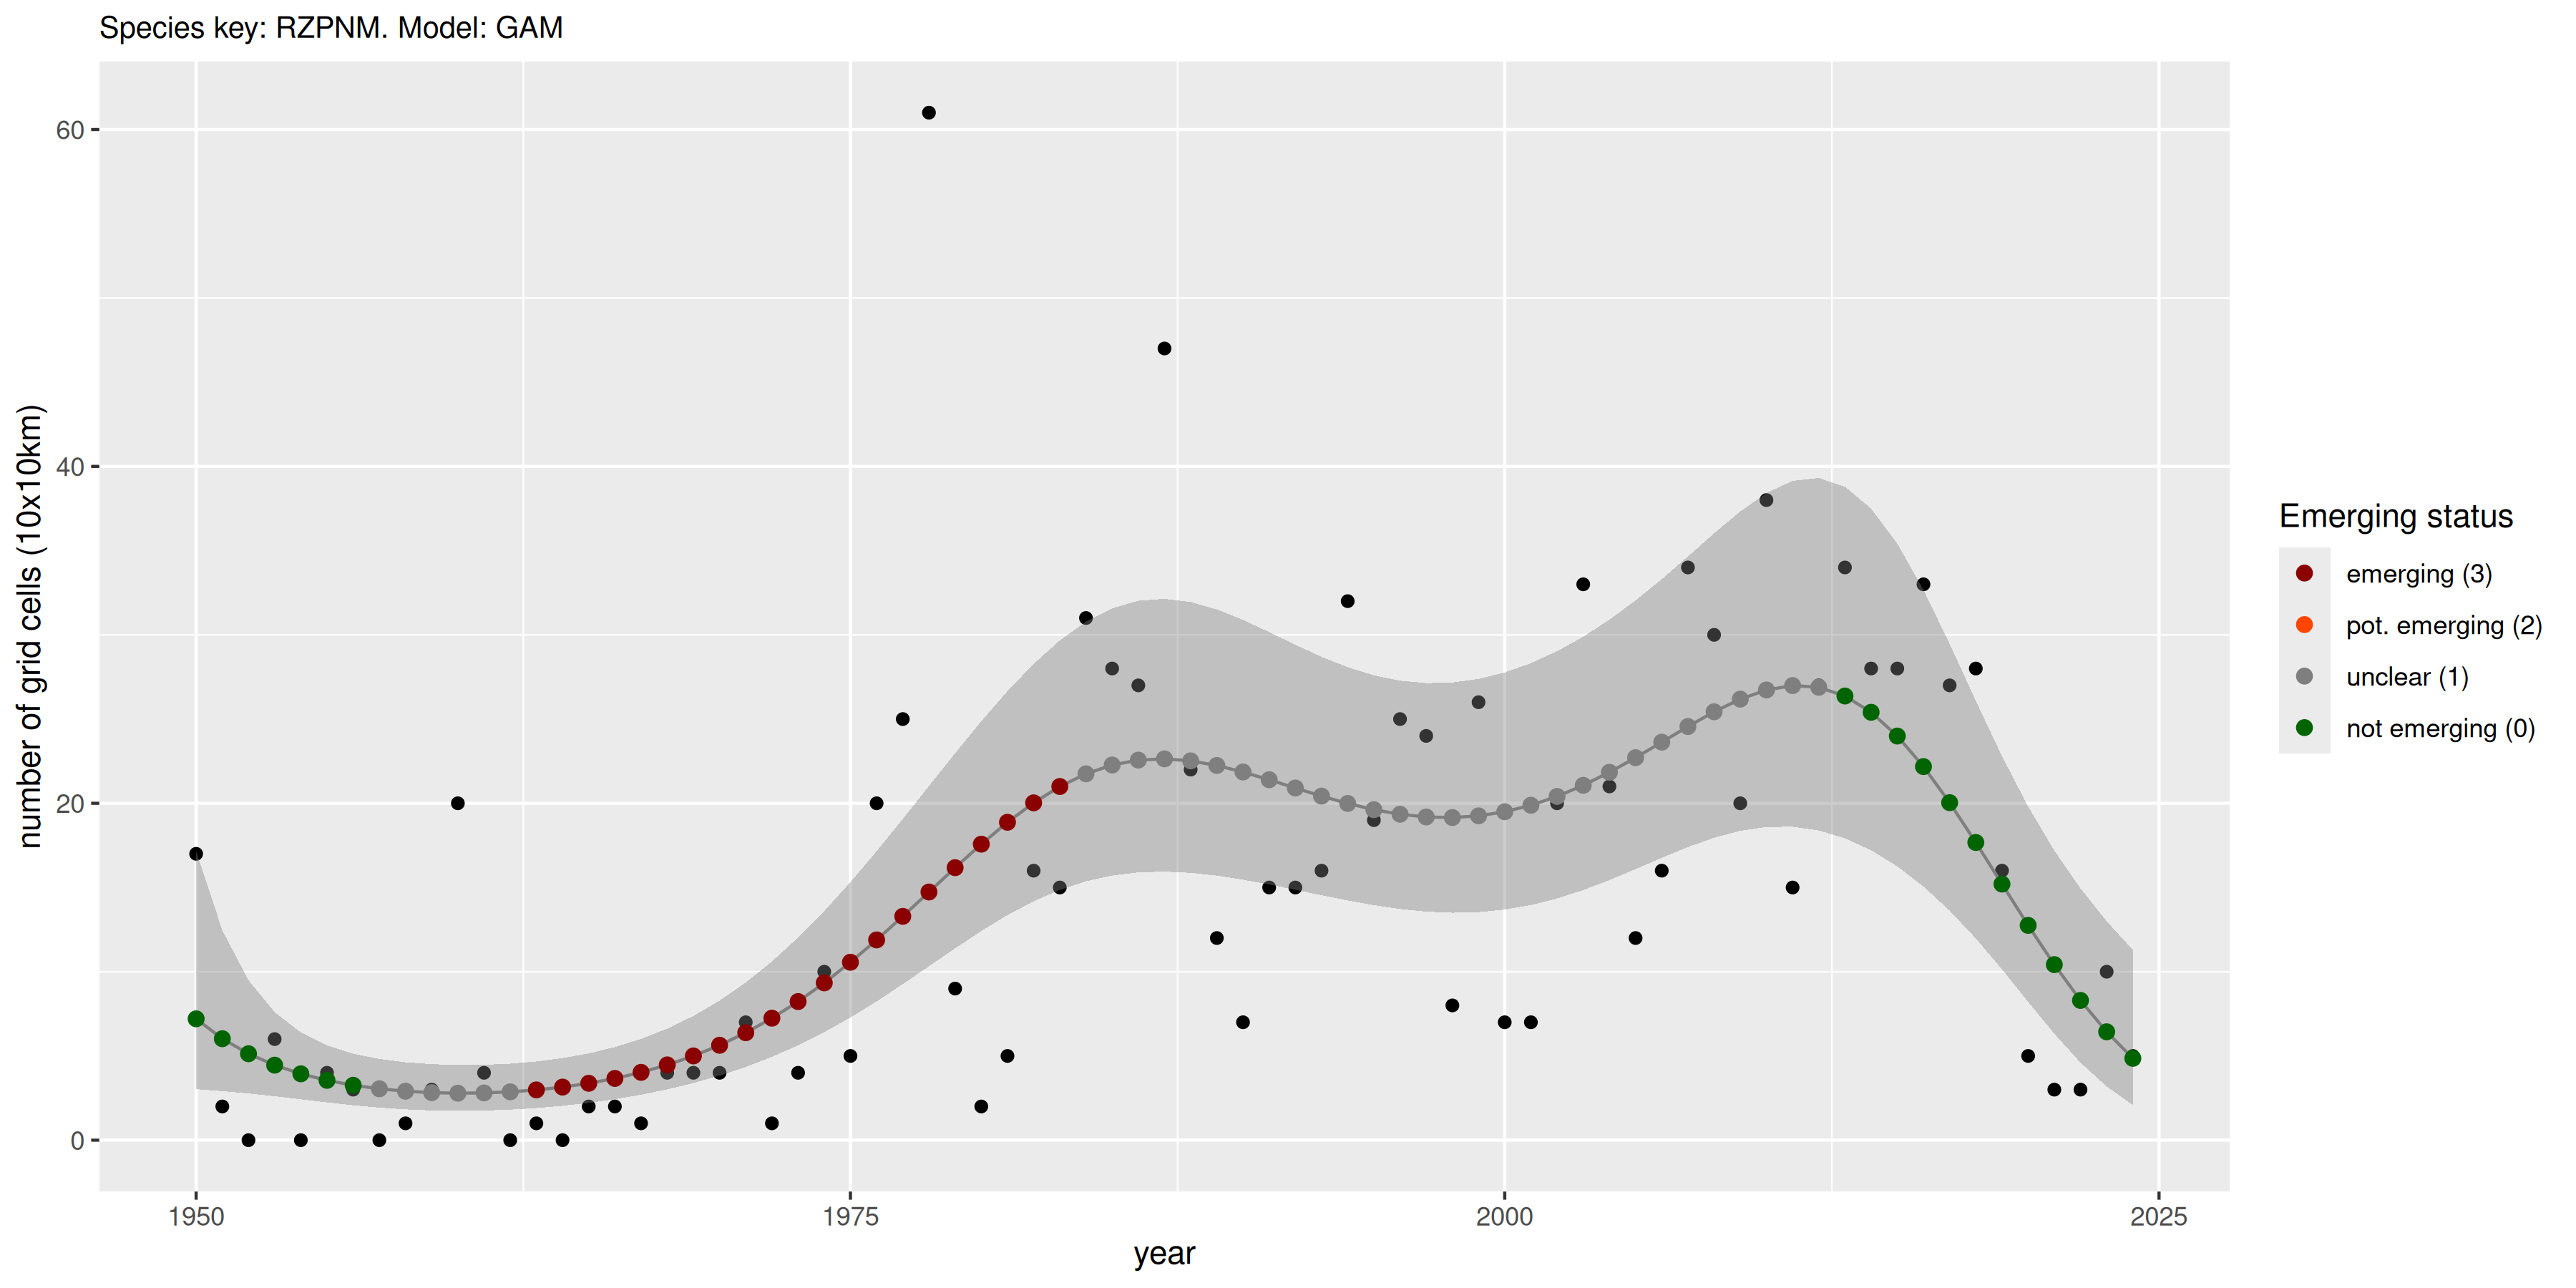 Species key: RZPNM. Model: GAM
60
40
20
0
number of grid cells (10x10km)
1950
1975
2000
2025
year
Emerging status
emerging (3)
pot. emerging (2)
unclear (1)
not emerging (0)